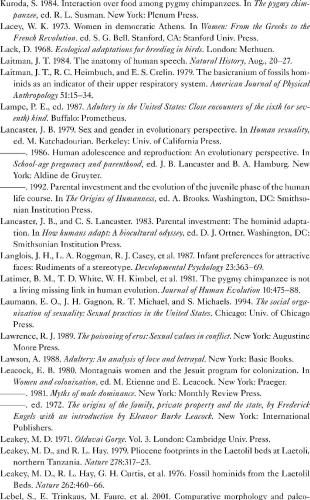 Kuroda, S. 1984. Interaction over food among pygmy chimpanzees. In The pygmy chim-
panzee, ed. R. L. Susman. New York: Plenum Press.
Lacey, W. K. 1973. Women in democratic Athens. In Women: From the Greeks to the
French Revolution. ed. S. G. Bell. Stanford, CA: Stanford Univ. Press.
Lack, D. 1968. Ecological adaptations for breeding in birds. London: Methuen.
Laitman, J. T. 1984. The anatomy of human speech. Natural History, Aug., 20–27.
Laitman, J. T., R. C. Heimbuch, and E. S. Crelin. 1979. The basicranium of fossils hom-
inids as an indicator of their upper respiratory system. American Journal of Physical
Anthropology 51:15–34.
Lampe, P. E., ed. 1987. Adultery in the United States: Close encounters of the sixth (or sev-
enth) kind. Buffalo: Prometheus.
Lancaster, J. B. 1979. Sex and gender in evolutionary perspective. In Human sexuality,
ed. M. Katchadourian. Berkeley: Univ. of California Press.
———. 1986. Human adolescence and reproduction: An evolutionary perspective. In
School-age pregnancy and parenthood, ed. J. B. Lancaster and B. A. Hamburg. New
York: Aldine de Gruyter.
———. 1992. Parental investment and the evolution of the juvenile phase of the human
life course. In The Origins of Humanness, ed. A. Brooks. Washington, DC: Smithso-
nian Institution Press.
Lancaster, J. B., and C. S. Lancaster. 1983. Parental investment: The hominid adapta-
tion. In How humans adapt: A biocultural odyssey, ed. D. J. Ortner. Washington, DC:
Smithsonian Institution Press.
Langlois, J. H., L. A. Roggman, R. J. Casey, et al. 1987. Infant preferences for attractive
faces: Rudiments of a stereotype. Developmental Psychology 23:363–69.
Latimer, B. M., T. D. White, W. H. Kimbel, et al. 1981. The pygmy chimpanzee is not
a living missing link in human evolution. Journal of Human Evolution 10:475–88.
Laumann, E. O., J. H. Gagnon, R. T. Michael, and S. Michaels. 1994. The social orga-
nization of sexuality: Sexual practices in the United States. Chicago: Univ. of Chicago
Press.
Lawrence, R. J. 1989. The poisoning of eros: Sexual values in conflict. New York: Augustine
Moore Press.
Lawson, A. 1988. Adultery: An analysis of love and betrayal. New York: Basic Books.
Leacock, E. B. 1980. Montagnais women and the Jesuit program for colonization. In
Women and colonization, ed. M. Etienne and E. Leacock. New York: Praeger.
———. 1981. Myths of male dominance. New York: Monthly Review Press.
———. ed. 1972. The origins of the family, private property and the state, by Frederick
Engels with an introduction by Eleanor Burke Leacock. New York: International
Publishers.
Leakey, M. D. 1971. Olduvai Gorge. Vol. 3. London: Cambridge Univ. Press.
Leakey, M. D., and R. L. Hay. 1979. Pliocene footprints in the Laetolil beds at Laetoli,
northern Tanzania. Nature 278:317–23.
Leakey, M. D., R. L. Hay, G. H. Curtis, et al. 1976. Fossil hominids from the Laetolil
Beds. Nature 262:460–66.
Lebel, S., E. Trinkaus, M. Faure, et al. 2001. Comparative morphology and paleo-